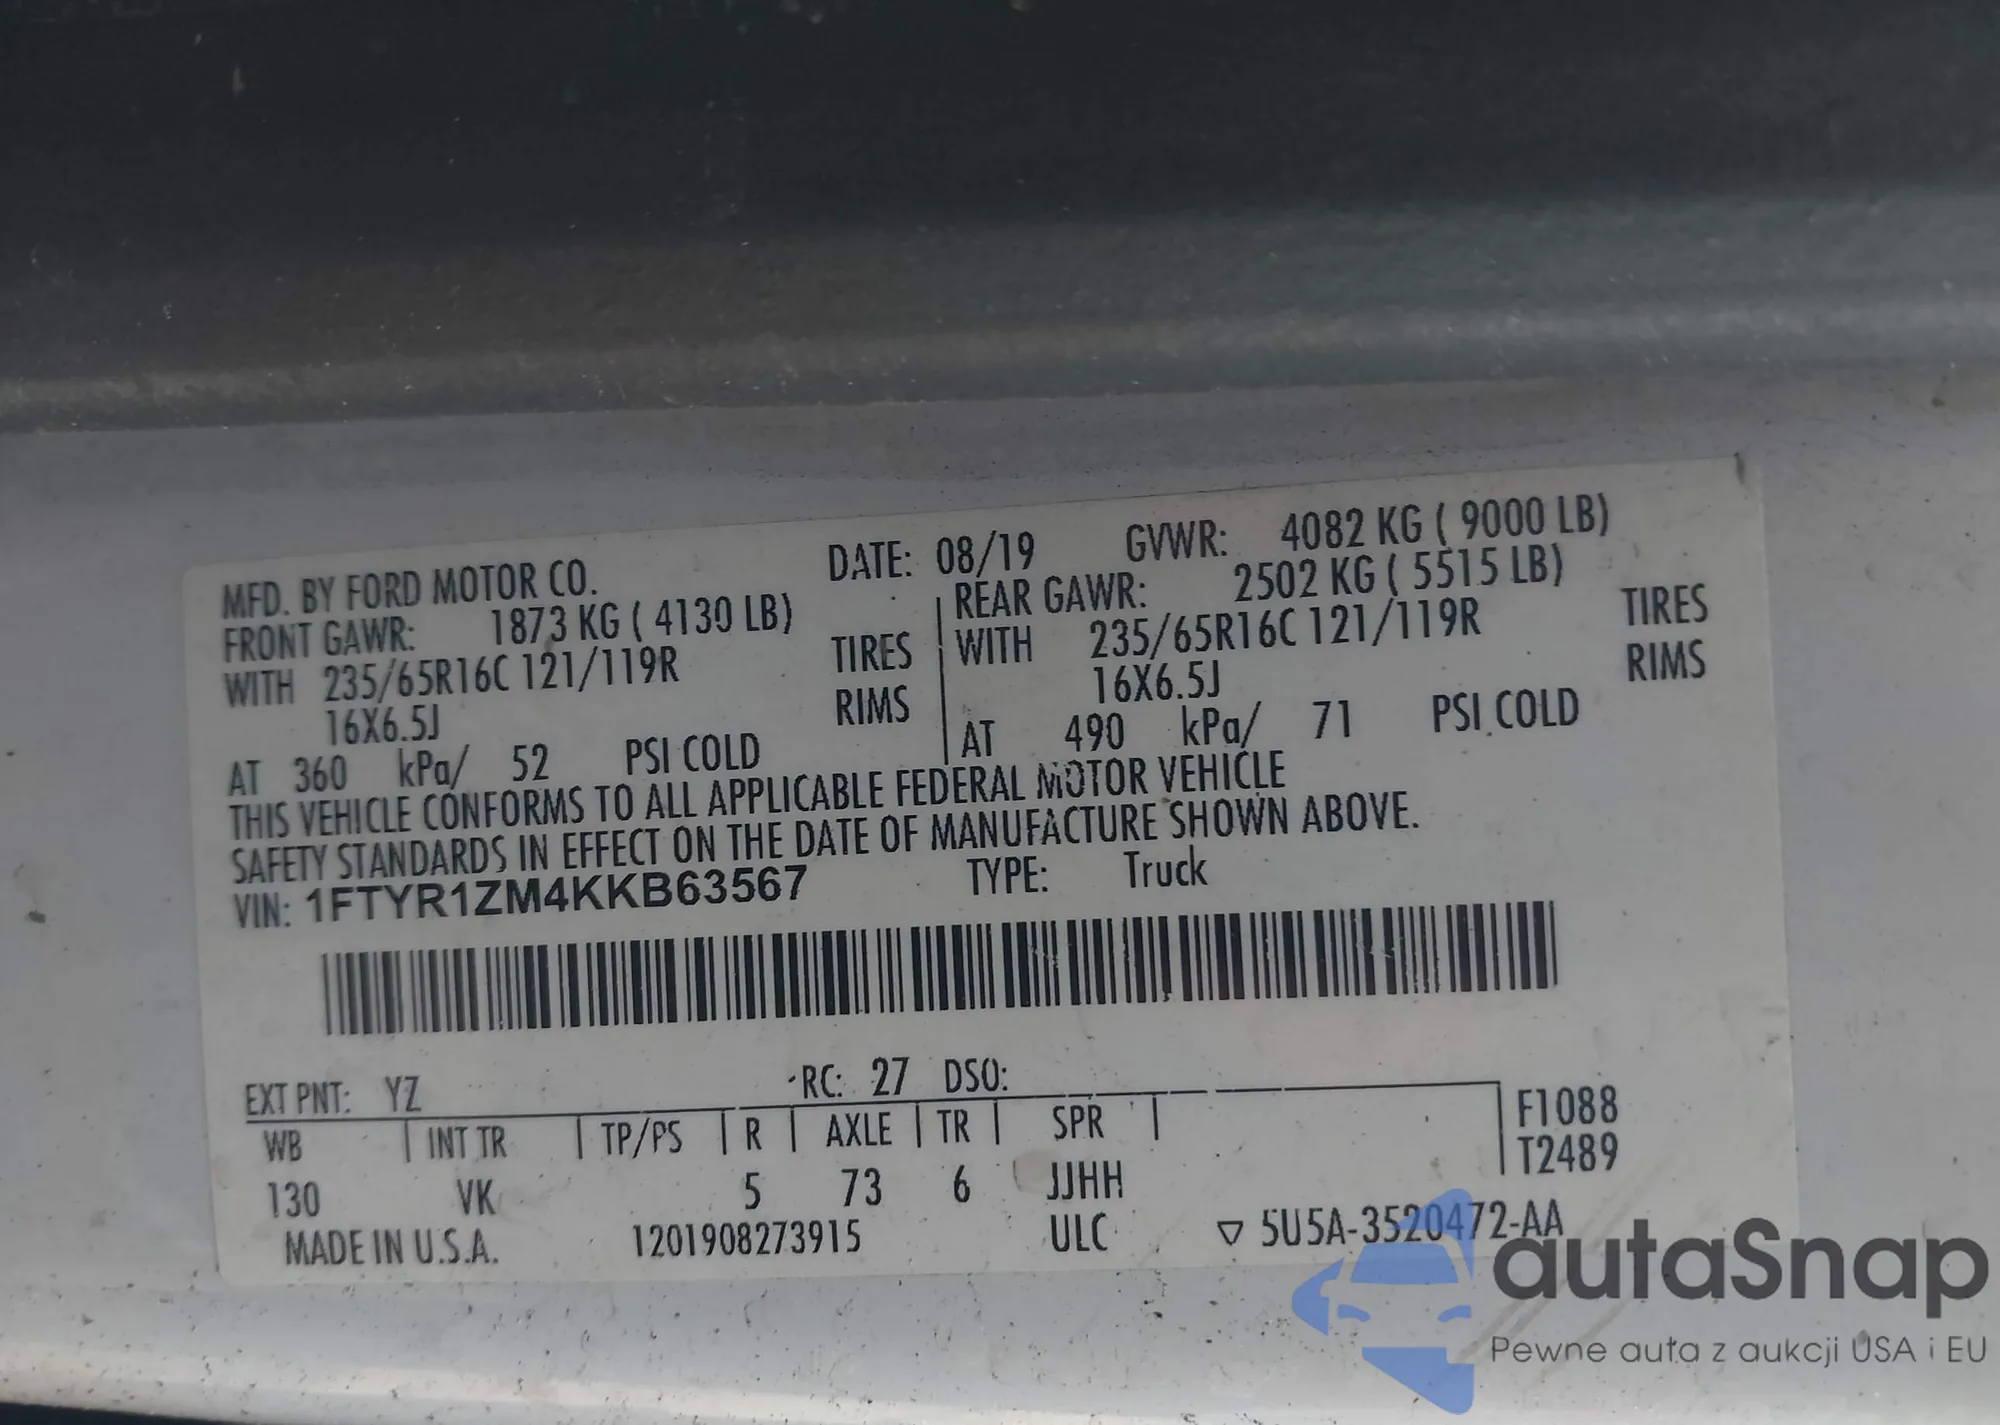 MFD. BY FORD MOTOR CO. DATE: 08/19 GVWR: 4082 KG ( 9000 LB)
FRONT GAWR: 1873 KG ( 4130 LB) REAR GAWR: 2502 KG ( 5515 LB)
WITH 235/65R16C 121/119R TIRES WITH 235/65R16C 121/119R TIRES
16X6.5J RIMS 16X6.5J RIMS
AT 360 kPa/ 52 PSI COLD AT 490 kPa/ 71 PSI COLD
THIS VEHICLE CONFORMS TO ALL APPLICABLE FEDERAL MOTOR VEHICLE
SAFETY STANDARDS IN EFFECT ON THE DATE OF MANUFACTURE SHOWN ABOVE.
VIN: 1FTYR1ZM4KKB63567 TYPE: Truck
EXT PNT: YZ RC: 27 DSO:
WB INT TR TP/PS R AXLE TR SPR F1088
T2489
130 VK 5 73 6 JJHH
MADE IN U.S.A. 1201908273915 ULC ▽ 5U5A-3520472-AA
autaSnap
Pewne auta z aukcji USA i EU